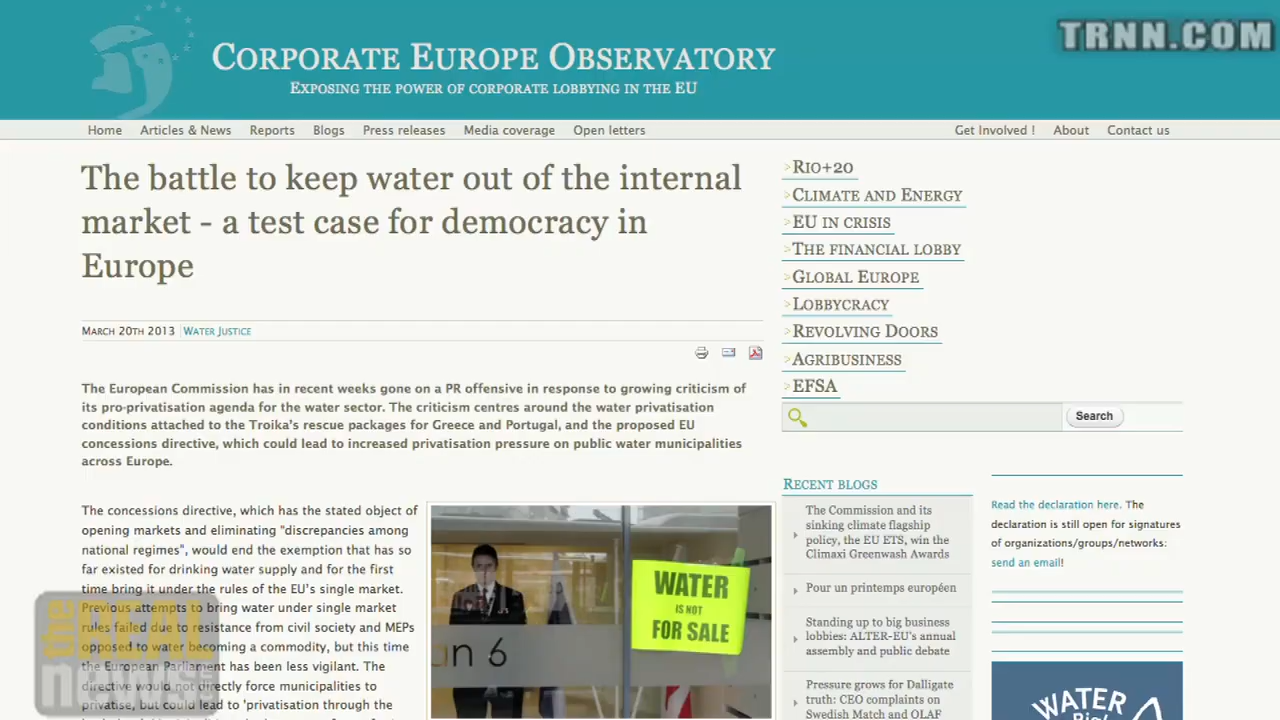 TRNN.COM
Corporate Europe Observatory
Exposing the power of corporate lobbying in the EU
Home Articles & News Reports Blogs Press releases Media coverage Open letters Get Involved ! About Contact us
The battle to keep water out of the internal
market - a test case for democracy in
Europe
March 20th 2013 Water Justice
The European Commission has in recent weeks gone on a PR offensive in response to growing criticism of
its pro-privatisation agenda for the water sector. The criticism centres around the water privatisation
conditions attached to the Troika's rescue packages for Greece and Portugal, and the proposed EU
concessions directive, which could lead to increased privatisation pressure on public water municipalities
across Europe.
The concessions directive, which has the stated object of
opening markets and eliminating "discrepancies among
national regimes", would end the exemption that has so
far existed for drinking water supply and for the first
time bring it under the rules of the EU's single market.
Previous attempts to bring water under single market
rules failed due to resistance from civil society and MEPs
opposed to water becoming a commodity, but this time
the European Parliament has been less vigilant. The
directive would not directly force municipalities to
privatise, but could lead to 'privatisation through the
WATER
IS NOT
FOR SALE
an 6
the
REAL
news
>Rio+20
>Climate and Energy
>EU in crisis
>The financial lobby
>Global Europe
>Lobbycracy
>Revolving Doors
>Agribusiness
>EFSA
Search
Recent blogs
The Commission and its
sinking climate flagship
policy, the EU ETS, win the
Climaxi Greenwash Awards
Pour un printemps européen
Standing up to big business
lobbies: ALTER-EU's annual
assembly and public debate
Pressure grows for Dalligate
truth: CEO complaints on
Swedish Match and OLAF
Read the declaration here. The
declaration is still open for signatures
of organizations/groups/networks:
send an email!
WATER